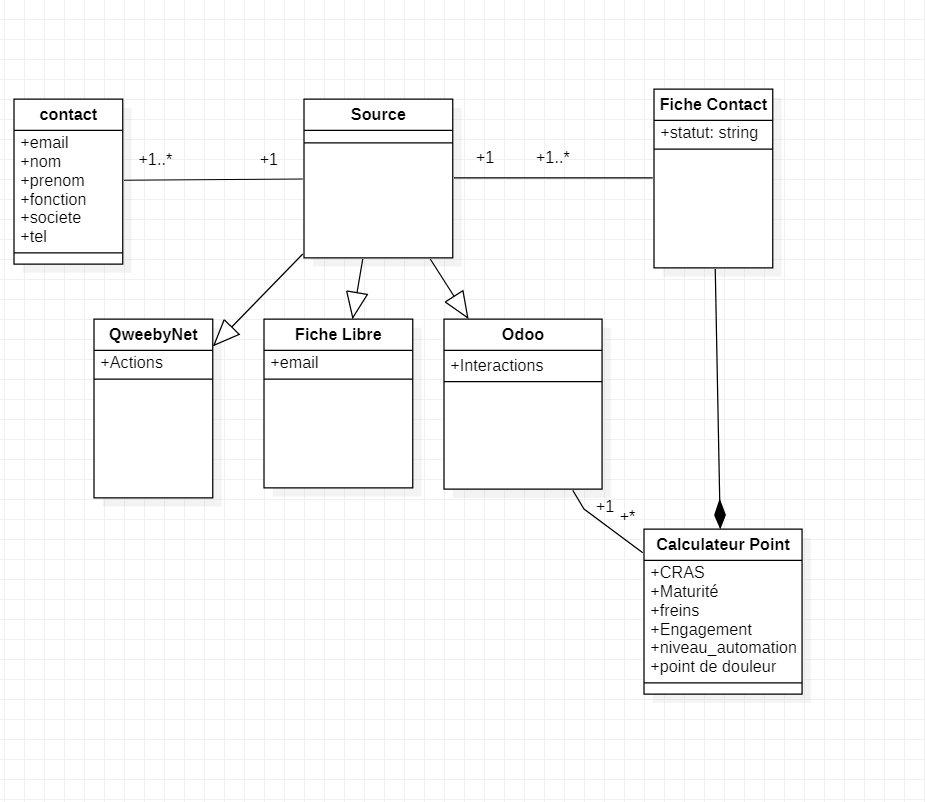 contact
+email
+nom
+prenom
+fonction
+societe
+tel
+1..*
+1
Source
+1
+1..*
Fiche Contact
+statut: string
QweebyNet
+Actions
Fiche Libre
+email
Odoo
+Interactions
+1
+*
Calculateur Point
+CRAS
+Maturité
+freins
+Engagement
+niveau_automation
+point de douleur